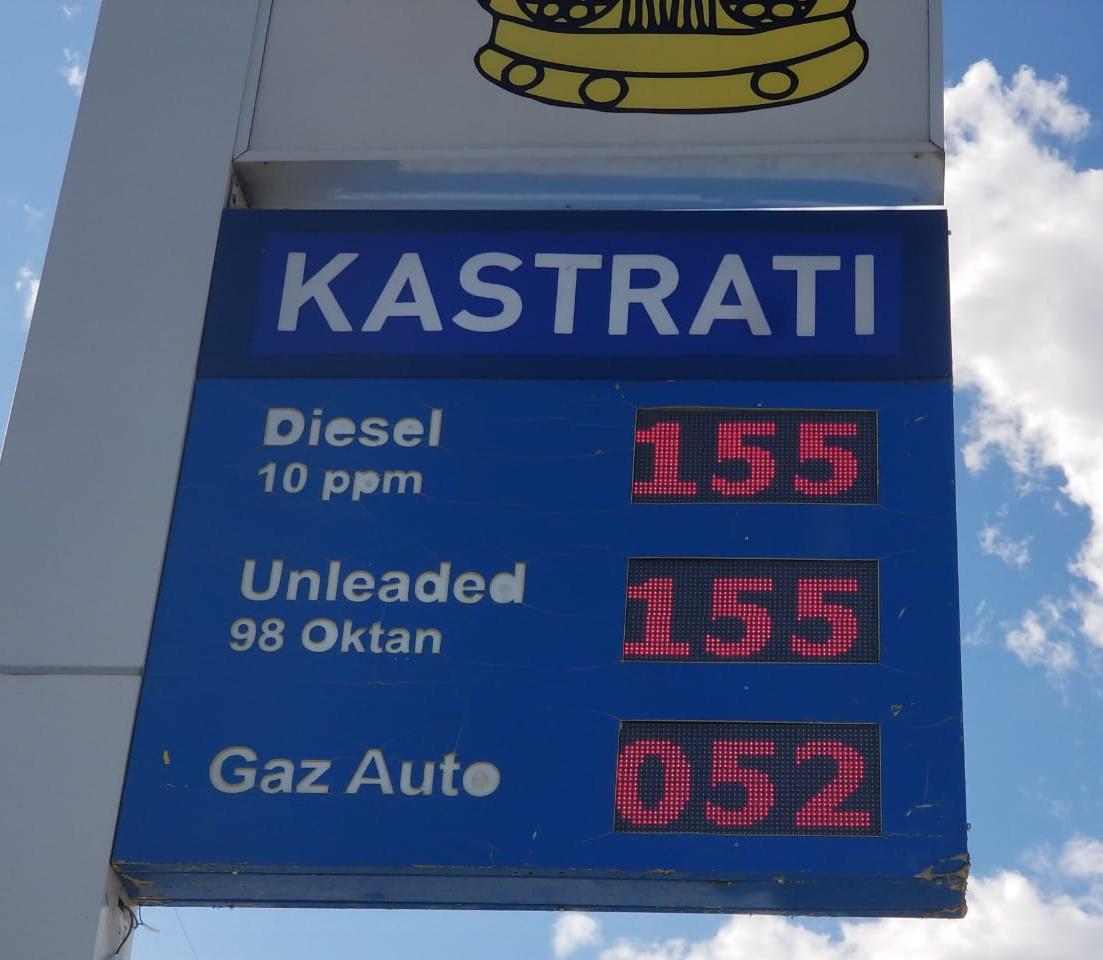 KASTRATI
Diesel 155
10 ppm
Unleaded 155
98 Oktan
Gaz Auto 052